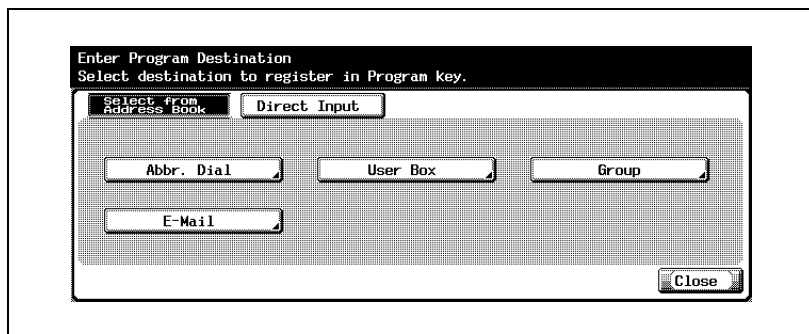 Enter Program Destination
Select destination to register in Program key.
Select from
Address Book
Direct Input
Abbr. Dial
User Box
Group
E-Mail
Close